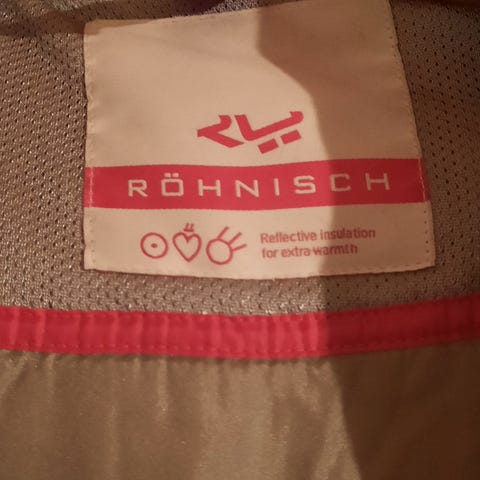 RÖHNISCH
Reflective insulation
for extra warmth